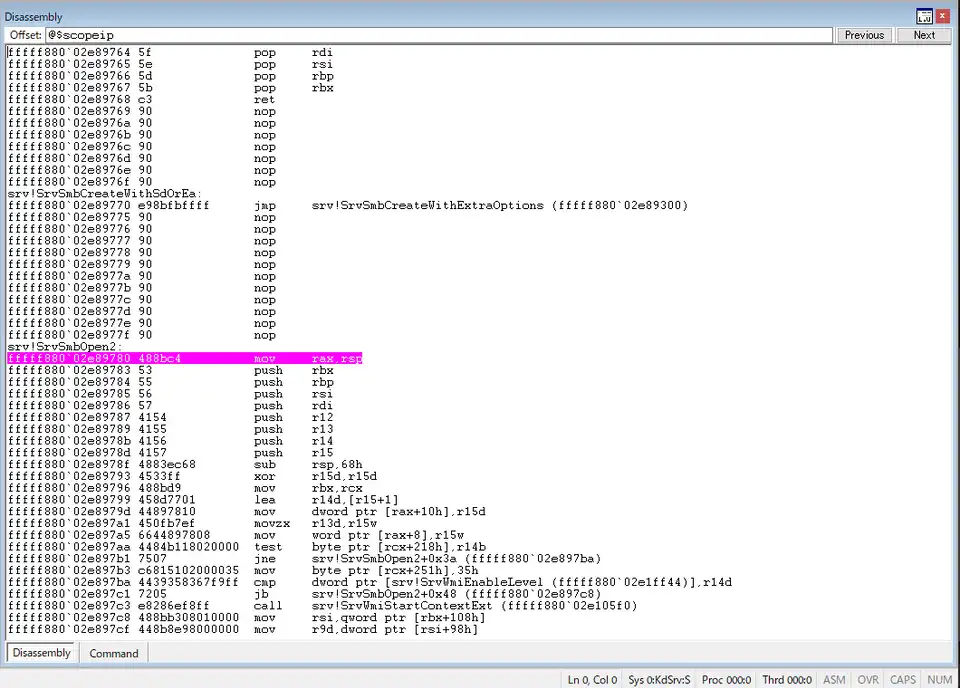 Disassembly
Offset: @$scopeip Previous Next
fffff880`02e89764 5f pop rdi
fffff880`02e89765 5e pop rsi
fffff880`02e89766 5d pop rbp
fffff880`02e89767 5b pop rbx
fffff880`02e89768 c3 ret
fffff880`02e89769 90 nop
fffff880`02e8976a 90 nop
fffff880`02e8976b 90 nop
fffff880`02e8976c 90 nop
fffff880`02e8976d 90 nop
fffff880`02e8976e 90 nop
fffff880`02e8976f 90 nop
srv!SrvSmbCreateWithSdOrEa:
fffff880`02e89770 e98bfbffff jmp srv!SrvSmbCreateWithExtraOptions (fffff880`02e89300)
fffff880`02e89775 90 nop
fffff880`02e89776 90 nop
fffff880`02e89777 90 nop
fffff880`02e89778 90 nop
fffff880`02e89779 90 nop
fffff880`02e8977a 90 nop
fffff880`02e8977b 90 nop
fffff880`02e8977c 90 nop
fffff880`02e8977d 90 nop
fffff880`02e8977e 90 nop
fffff880`02e8977f 90 nop
srv!SrvSmbOpen2:
fffff880`02e89780 488bc4 mov rax,rsp
fffff880`02e89783 53 push rbx
fffff880`02e89784 55 push rbp
fffff880`02e89785 56 push rsi
fffff880`02e89786 57 push rdi
fffff880`02e89787 4154 push r12
fffff880`02e89789 4155 push r13
fffff880`02e8978b 4156 push r14
fffff880`02e8978d 4157 push r15
fffff880`02e8978f 4883ec68 sub rsp,68h
fffff880`02e89793 4533ff xor r15d,r15d
fffff880`02e89796 488bd9 mov rbx,rcx
fffff880`02e89799 458d7701 lea r14d,[r15+1]
fffff880`02e8979d 44897810 mov dword ptr [rax+10h],r15d
fffff880`02e897a1 450fb7ef movzx r13d,r15w
fffff880`02e897a5 6644897808 mov word ptr [rax+8],r15w
fffff880`02e897aa 4484b118020000 test byte ptr [rcx+218h],r14b
fffff880`02e897b1 7507 jne srv!SrvSmbOpen2+0x3a (fffff880`02e897ba)
fffff880`02e897b3 c6815102000035 mov byte ptr [rcx+251h],35h
fffff880`02e897ba 4439358367f9ff cmp dword ptr [srv!SrvWmiEnableLevel (fffff880`02e1ff44)],r14d
fffff880`02e897c1 7205 jb srv!SrvSmbOpen2+0x48 (fffff880`02e897c8)
fffff880`02e897c3 e8286ef8ff call srv!SrvWmiStartContextExt (fffff880`02e105f0)
fffff880`02e897c8 488bb308010000 mov rsi,qword ptr [rbx+108h]
fffff880`02e897cf 448b8e98000000 mov r9d,dword ptr [rsi+98h]
Disassembly Command
Ln 0, Col 0 Sys 0:KdSrv:S Proc 000:0 Thrd 000:0 ASM OVR CAPS NUM